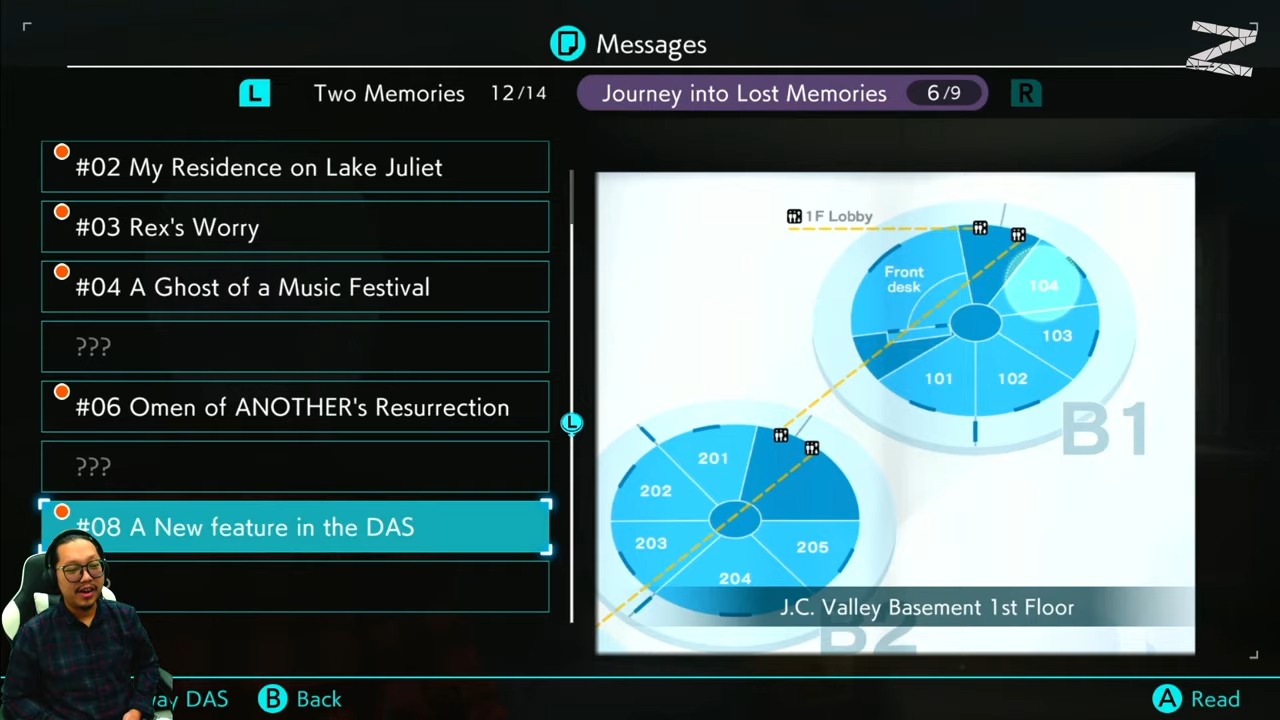 Messages
L Two Memories 12/14 Journey into Lost Memories 6/9 R
#02 My Residence on Lake Juliet
#03 Rex's Worry
#04 A Ghost of a Music Festival
???
#06 Omen of ANOTHER's Resurrection
???
#08 A New feature in the DAS
L
1F Lobby
Front
desk
104
103
101
102
B1
201
202
203
204
205
B2
J.C. Valley Basement 1st Floor
DAS
B Back
A Read